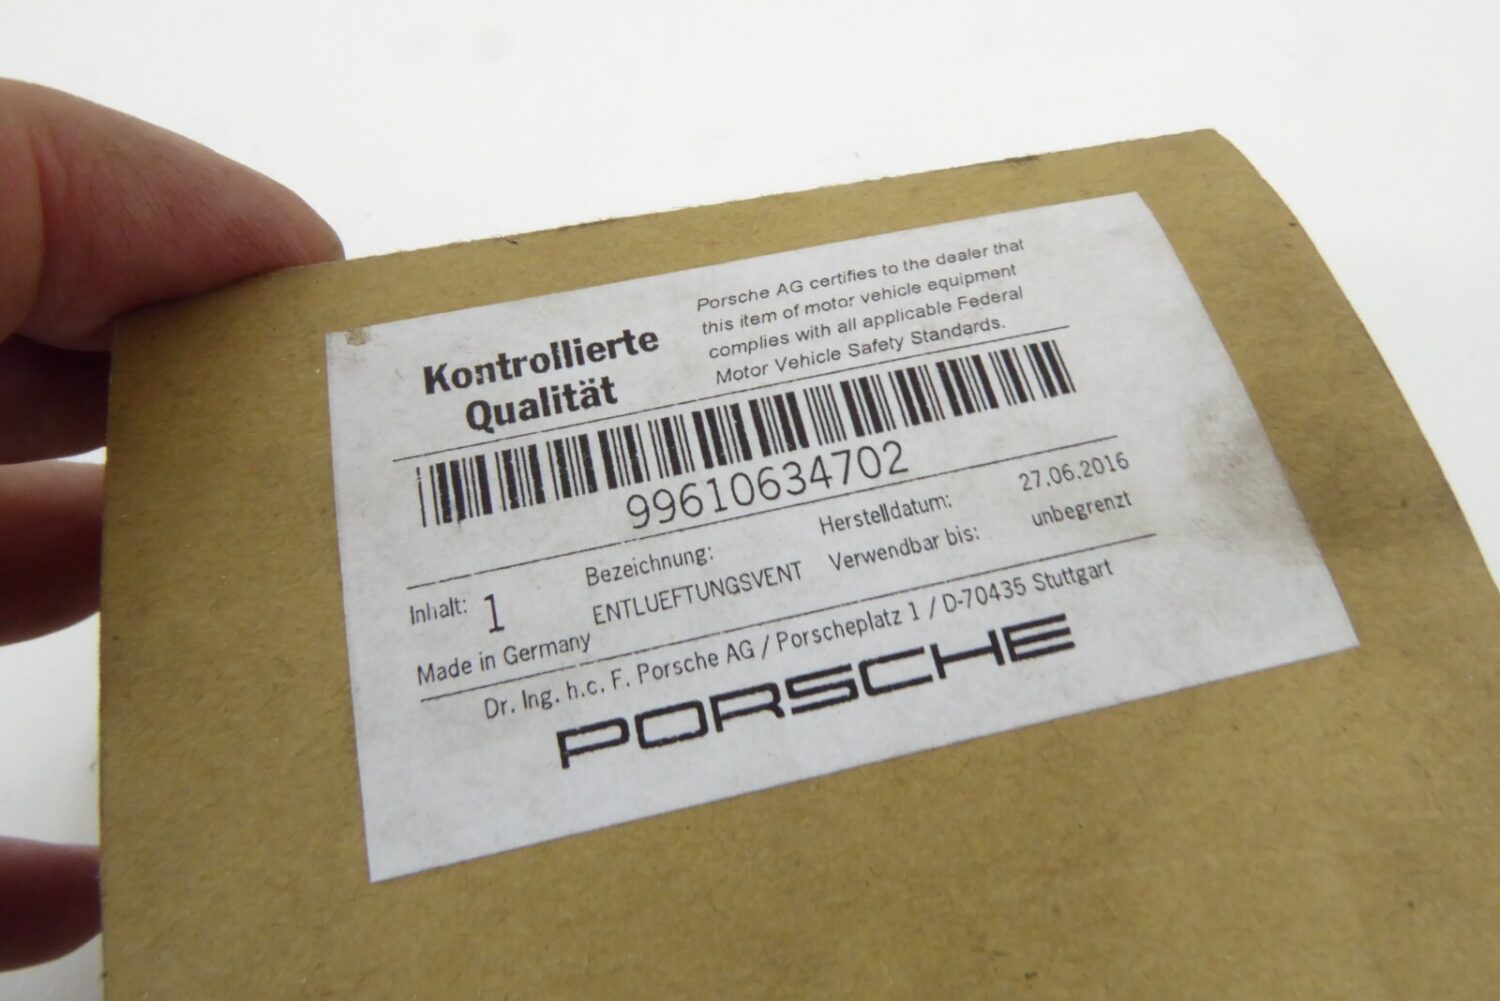 Kontrollierte
Qualität
Porsche AG certifies to the dealer that
this item of motor vehicle equipment
complies with all applicable Federal
Motor Vehicle Safety Standards.
99610634702
Inhalt: 1
Bezeichnung:
ENTLUEFTUNGSVENT
Herstelldatum: 27.06.2016
Verwendbar bis: unbegrenzt
Made in Germany
Dr. Ing. h.c. F. Porsche AG / Porscheplatz 1 / D-70435 Stuttgart
PORSCHE